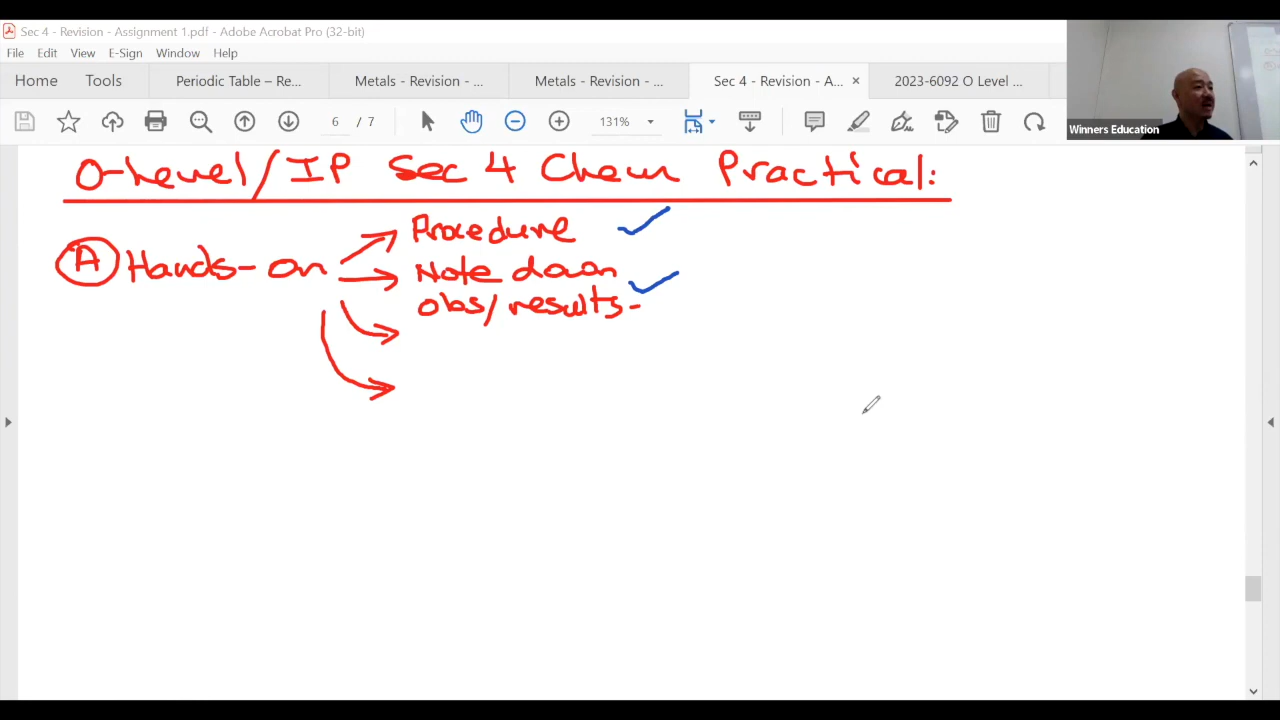 Sec 4 - Revision - Assignment 1.pdf - Adobe Acrobat Pro (32-bit)
File Edit View E-Sign Window Help
Home Tools Periodic Table – Re... Metals - Revision - ... Metals - Revision - ... Sec 4 - Revision - A... × 2023-6092 O Level ...
6 / 7 131%
Winners Education
O-Level/IP Sec 4 Chem Practical:
A Hands-on Procedure
Note down
obs/results-